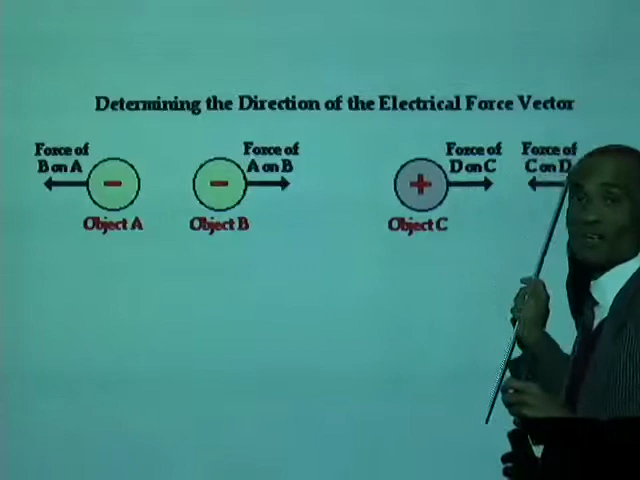 Determining the Direction of the Electrical Force Vector
Force of
B on A
Force of
A on B
Force of
D on C
Force of
C on D
Object A
Object B
Object C